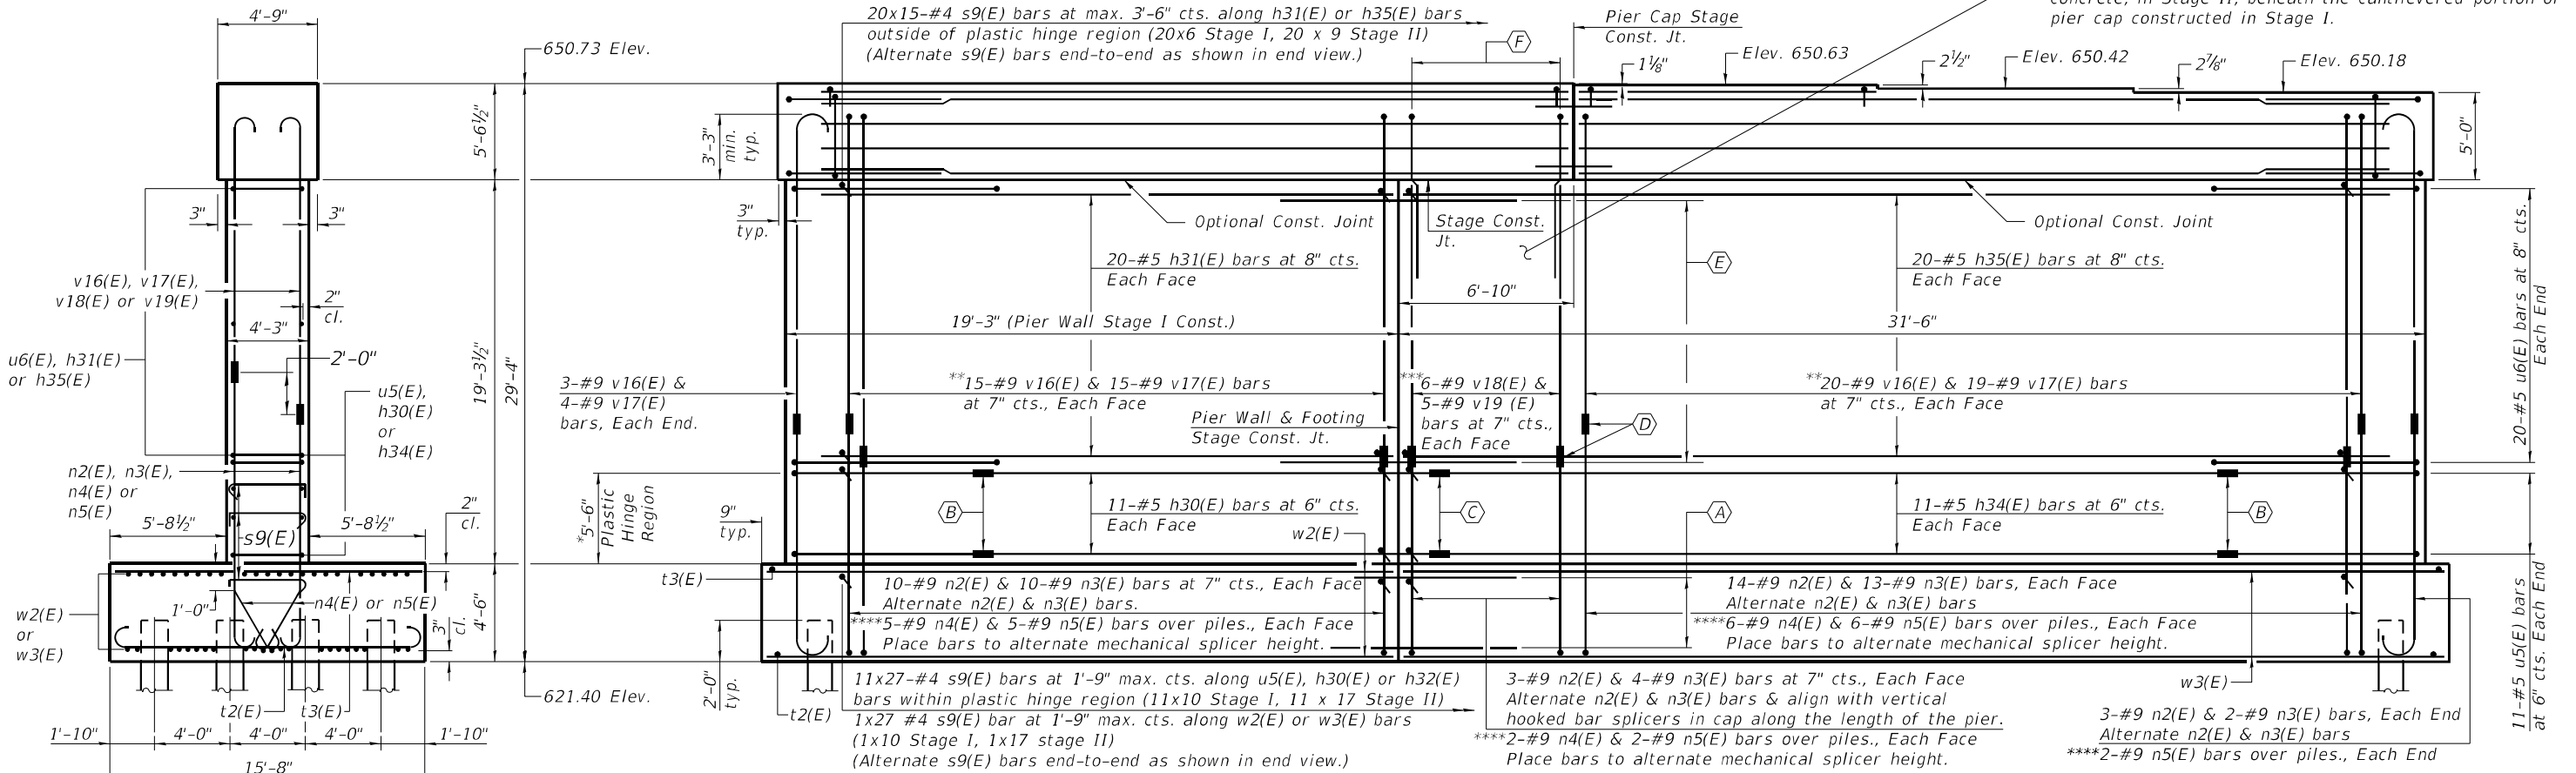 4'-9"
650.73 Elev.
20x15-#4 s9(E) bars at max. 3'-6" cts. along h31(E) or h35(E) bars
outside of plastic hinge region (20x6 Stage I, 20 x 9 Stage II)
(Alternate s9(E) bars end-to-end as shown in end view.)
F
Pier Cap Stage
Const. Jt.
pier cap constructed in Stage I.
1⅛"
Elev. 650.63
2½"
Elev. 650.42
2⅞"
Elev. 650.18
5'-6½"
3'-3"
min.
typ.
5'-0"
3"
3"
3"
typ.
Optional Const. Joint
Stage Const.
Jt.
Optional Const. Joint
v16(E), v17(E),
v18(E) or v19(E)
2"
cl.
4'-3"
20-#5 h31(E) bars at 8" cts.
Each Face
E
20-#5 h35(E) bars at 8" cts.
Each Face
6'-10"
19'-3" (Pier Wall Stage I Const.)
31'-6"
20-#5 u6(E) bars at 8" cts.
Each End
u6(E), h31(E)
or h35(E)
2'-0"
19'-3½"
29'-4"
u5(E),
h30(E)
or
h34(E)
3-#9 v16(E) &
4-#9 v17(E)
bars, Each End.
**15-#9 v16(E) & 15-#9 v17(E) bars
at 7" cts., Each Face
***6-#9 v18(E) &
5-#9 v19 (E)
bars at 7" cts.,
Each Face
**20-#9 v16(E) & 19-#9 v17(E) bars
at 7" cts., Each Face
Pier Wall & Footing
Stage Const. Jt.
D
n2(E), n3(E),
n4(E) or
n5(E)
5'-8½"
5'-8½"
2"
cl.
s9(E)
*5'-6"
Plastic
Hinge
Region
9"
typ.
B
11-#5 h30(E) bars at 6" cts.
Each Face
C
A
11-#5 h34(E) bars at 6" cts.
Each Face
B
w2(E)
11-#5 u5(E) bars
at 6" cts. Each End
t3(E)
10-#9 n2(E) & 10-#9 n3(E) bars at 7" cts., Each Face
Alternate n2(E) & n3(E) bars.
****5-#9 n4(E) & 5-#9 n5(E) bars over piles., Each Face
Place bars to alternate mechanical splicer height.
14-#9 n2(E) & 13-#9 n3(E) bars, Each Face
Alternate n2(E) & n3(E) bars
****6-#9 n4(E) & 6-#9 n5(E) bars over piles., Each Face
Place bars to alternate mechanical splicer height.
w2(E)
or
w3(E)
1'-0"
n4(E) or n5(E)
3"
cl.
4'-6"
2'-0"
typ.
621.40 Elev.
t2(E)
t3(E)
t2(E)
11x27-#4 s9(E) bars at 1'-9" max. cts. along u5(E), h30(E) or h32(E)
bars within plastic hinge region (11x10 Stage I, 11 x 17 Stage II)
1x27 #4 s9(E) bar at 1'-9" max. cts. along w2(E) or w3(E) bars
(1x10 Stage I, 1x17 stage II)
(Alternate s9(E) bars end-to-end as shown in end view.)
3-#9 n2(E) & 4-#9 n3(E) bars at 7" cts., Each Face
Alternate n2(E) & n3(E) bars & align with vertical
hooked bar splicers in cap along the length of the pier.
****2-#9 n4(E) & 2-#9 n5(E) bars over piles., Each Face
Place bars to alternate mechanical splicer height.
w3(E)
3-#9 n2(E) & 2-#9 n3(E) bars, Each End
Alternate n2(E) & n3(E) bars
****2-#9 n5(E) bars over piles., Each End
1'-10"
4'-0"
4'-0"
4'-0"
1'-10"
15'-8"